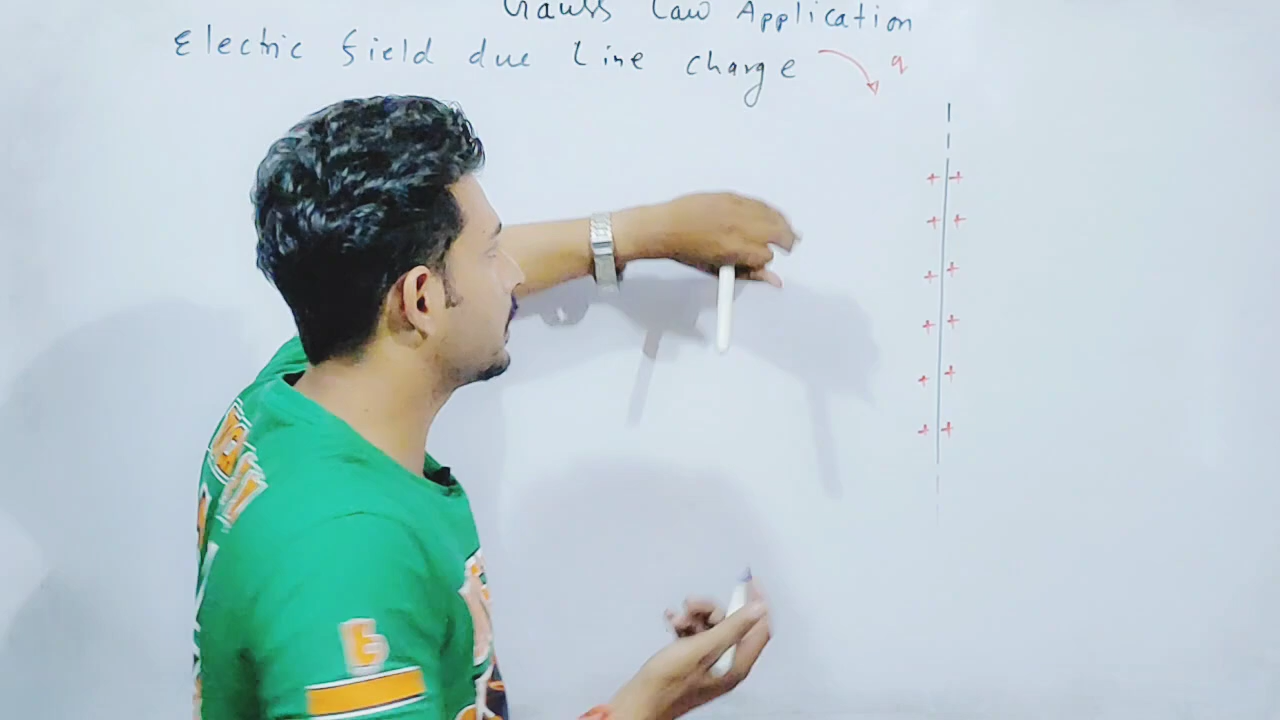 Gauss Law Application
Electric field due line charge
q
+ +
+ +
+ +
+ +
+ +
+ +